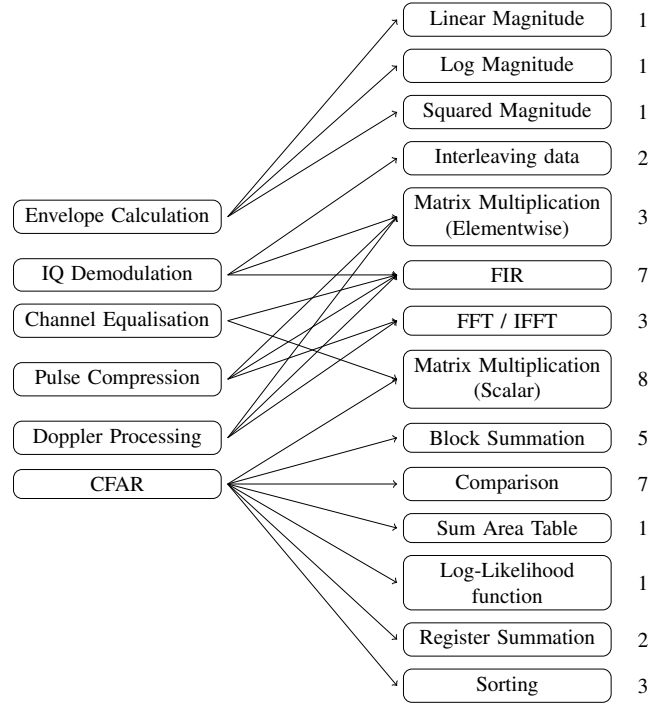 Linear Magnitude 1
Log Magnitude 1
Squared Magnitude 1
Interleaving data 2
Envelope Calculation
Matrix Multiplication
(Elementwise) 3
IQ Demodulation
FIR 7
Channel Equalisation
FFT / IFFT 3
Pulse Compression
Matrix Multiplication
(Scalar) 8
Doppler Processing
Block Summation 5
CFAR
Comparison 7
Sum Area Table 1
Log-Likelihood
function 1
Register Summation 2
Sorting 3